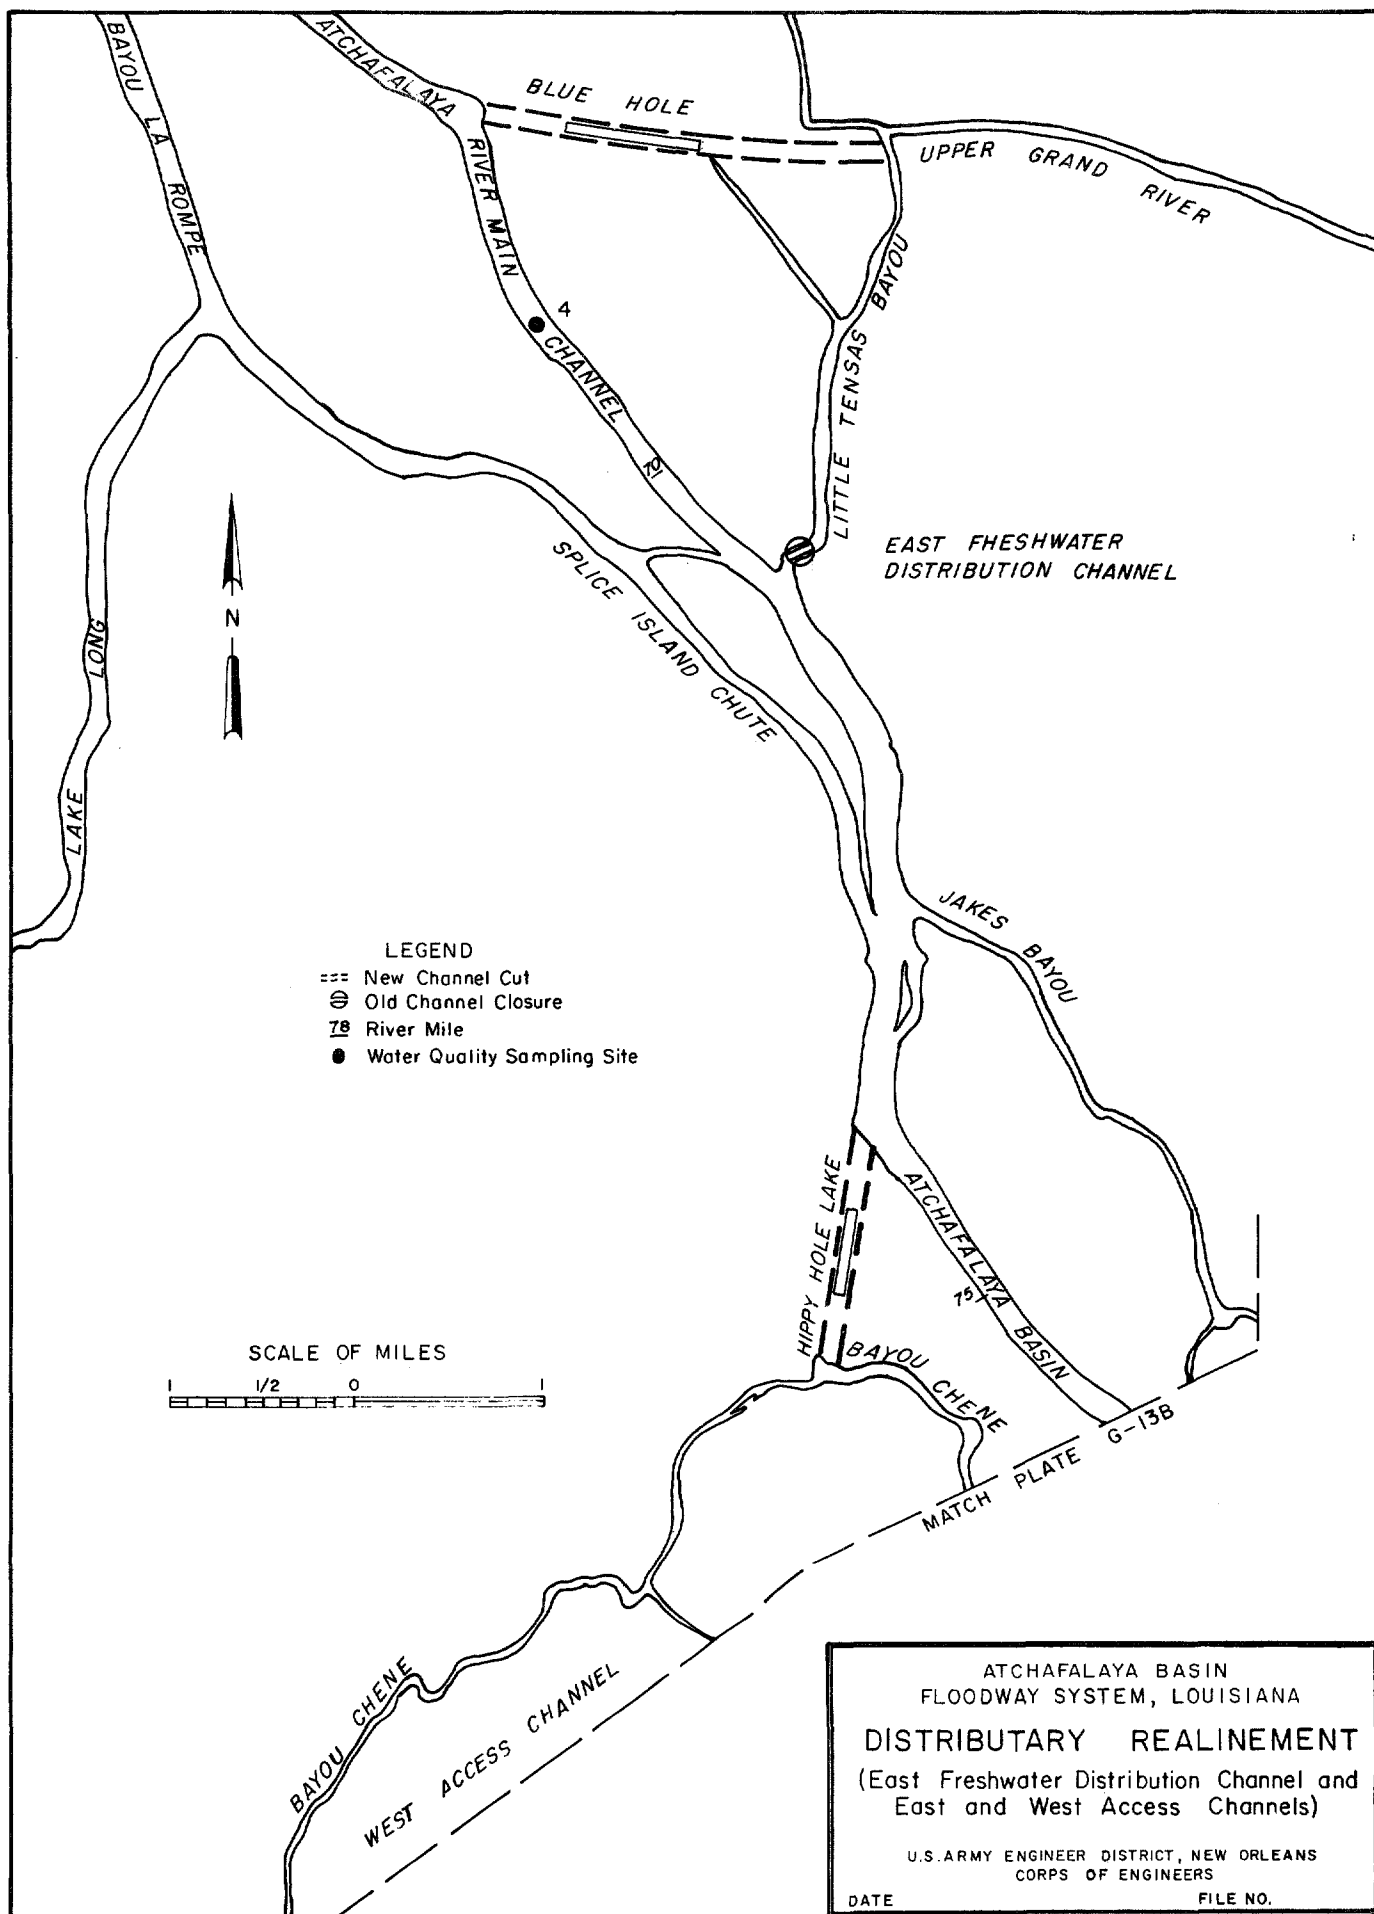 BAYOU LA ROMPE
ATCHAFALAYA RIVER MAIN CHANNEL
BLUE HOLE
UPPER GRAND RIVER
4
LITTLE TENSAS BAYOU
70
EAST FHESHWATER
DISTRIBUTION CHANNEL
SPLICE ISLAND CHUTE
N
LONG
LAKE
JAKES BAYOU
LEGEND
New Channel Cut
Old Channel Closure
78 River Mile
Water Quality Sampling Site
HIPPY HOLE LAKE
ATCHAFALAYA BASIN
75
SCALE OF MILES
1 1/2 0 1
BAYOU CHENE
MATCH PLATE G-13B
BAYOU CHENE
WEST ACCESS CHANNEL
ATCHAFALAYA BASIN
FLOODWAY SYSTEM, LOUISIANA
DISTRIBUTARY REALINEMENT
(East Freshwater Distribution Channel and
East and West Access Channels)
U.S. ARMY ENGINEER DISTRICT, NEW ORLEANS
CORPS OF ENGINEERS
DATE FILE NO.